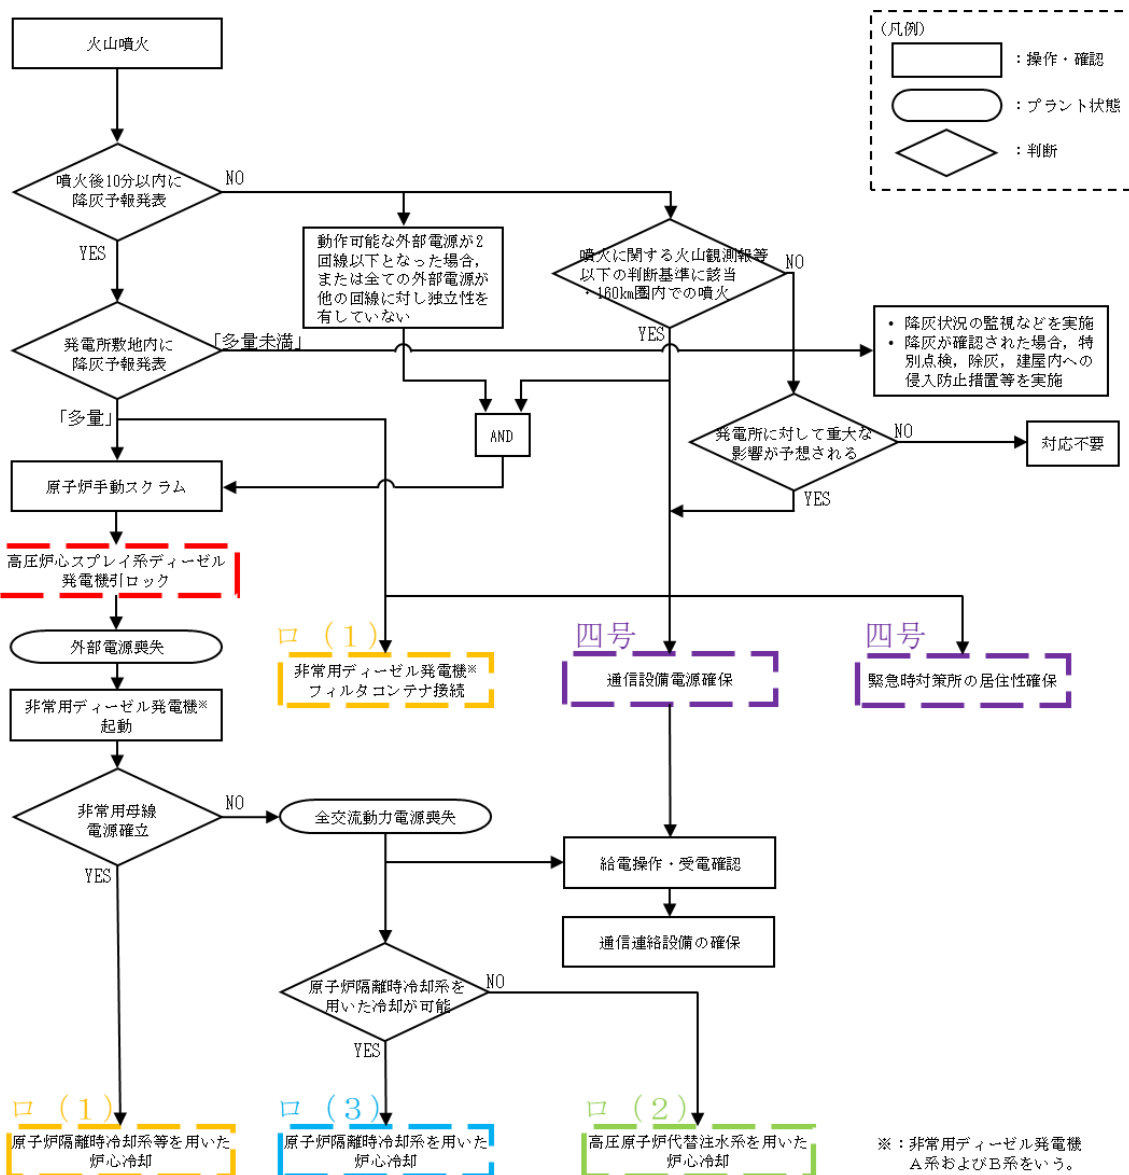 火山噴火
(凡例)
：操作・確認
：プラント状態
：判断
噴火後10分以内に
降灰予報発表
NO
YES
動作可能な外部電源が2
回線以下となった場合，
または全ての外部電源が
他の回線に対し独立性を
有していない
噴火に関する火山観測報等
以下の判断基準に該当
・160km圏内での噴火
NO
YES
発電所敷地内に
降灰予報発表
「多量未満」
「多量」
• 降灰状況の監視などを実施
• 降灰が確認された場合，特
別点検，除灰，建屋内への
侵入防止措置等を実施
AND
発電所に対して重大な
影響が予想される
NO
YES
対応不要
原子炉手動スクラム
高圧炉心スプレイ系ディーゼル
発電機引ロック
外部電源喪失
非常用ディーゼル発電機※
起動
ロ（1）
非常用ディーゼル発電機※
フィルタコンテナ接続
四号
通信設備電源確保
四号
緊急時対策所の居住性確保
非常用母線
電源確立
NO
YES
全交流動力電源喪失
給電操作・受電確認
通信連絡設備の確保
原子炉隔離時冷却系を
用いた冷却が可能
NO
YES
ロ（1）
原子炉隔離時冷却系等を用いた
炉心冷却
ロ（3）
原子炉隔離時冷却系を用いた
炉心冷却
ロ（2）
高圧原子炉代替注水系を用いた
炉心冷却
※：非常用ディーゼル発電機
A系およびB系をいう。